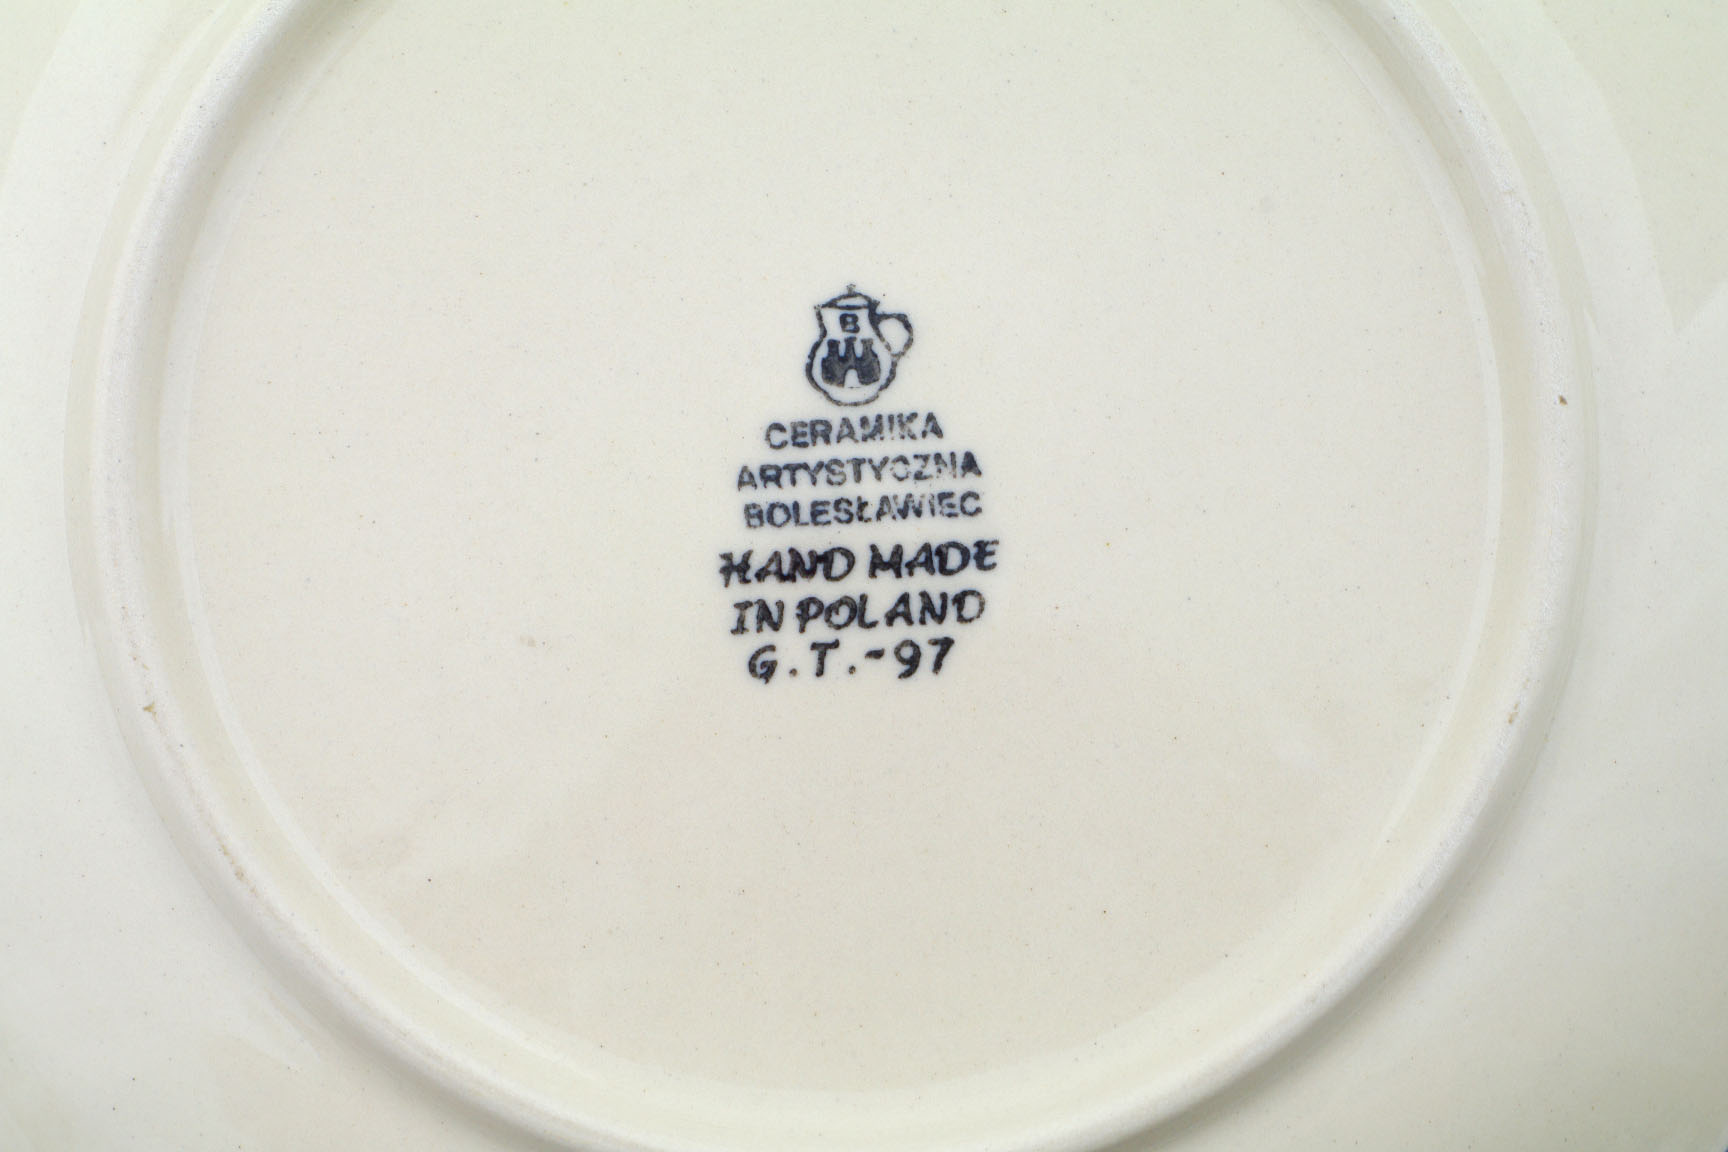 B
CERAMIKA
ARTYSTYCZNA
BOLESŁAWIEC
HAND MADE
IN POLAND
G.T.-97